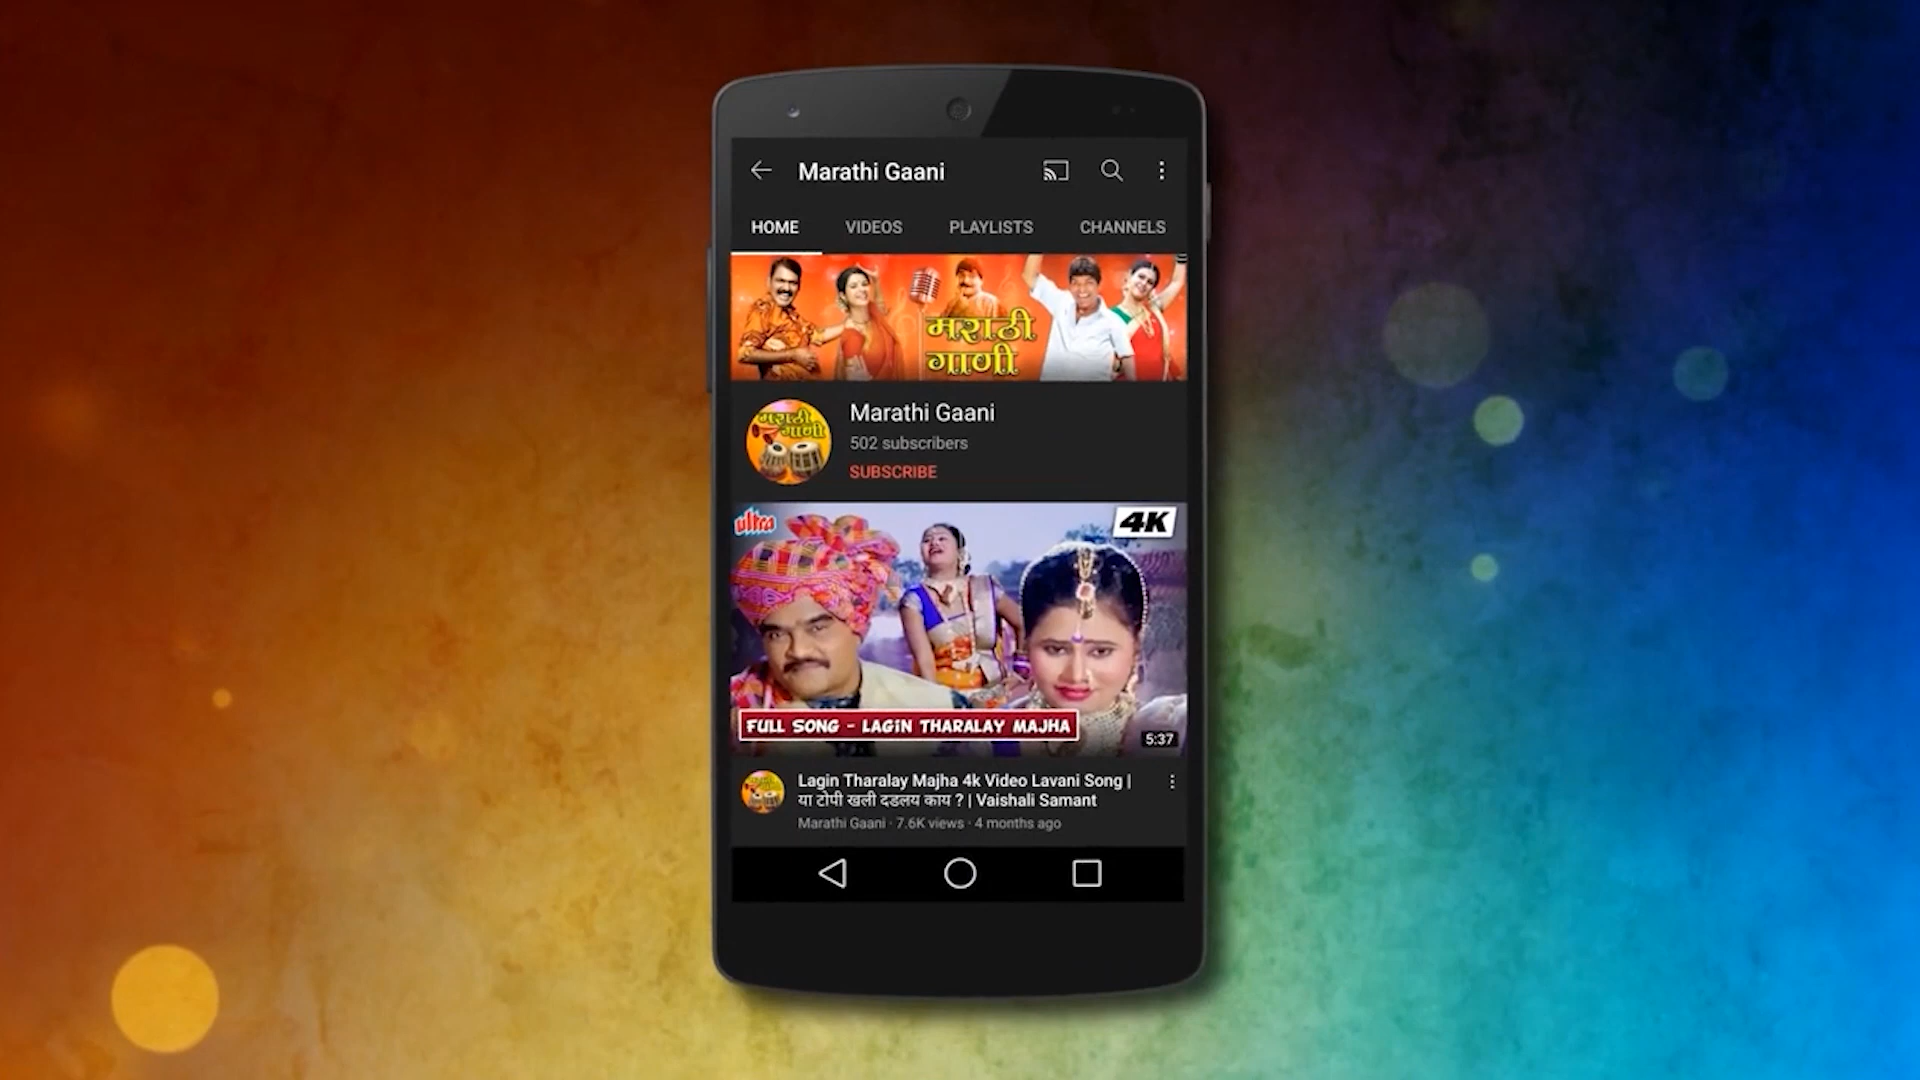 Marathi Gaani
HOME VIDEOS PLAYLISTS CHANNELS
मराठी
गाणी
मराठी
गाणी
Marathi Gaani
502 subscribers
SUBSCRIBE
ultra
4K
FULL SONG - LAGIN THARALAY MAJHA
5:37
Lagin Tharalay Majha 4k Video Lavani Song |
या टोपी खली दडलय काय ? | Vaishali Samant
Marathi Gaani · 7.6K views · 4 months ago